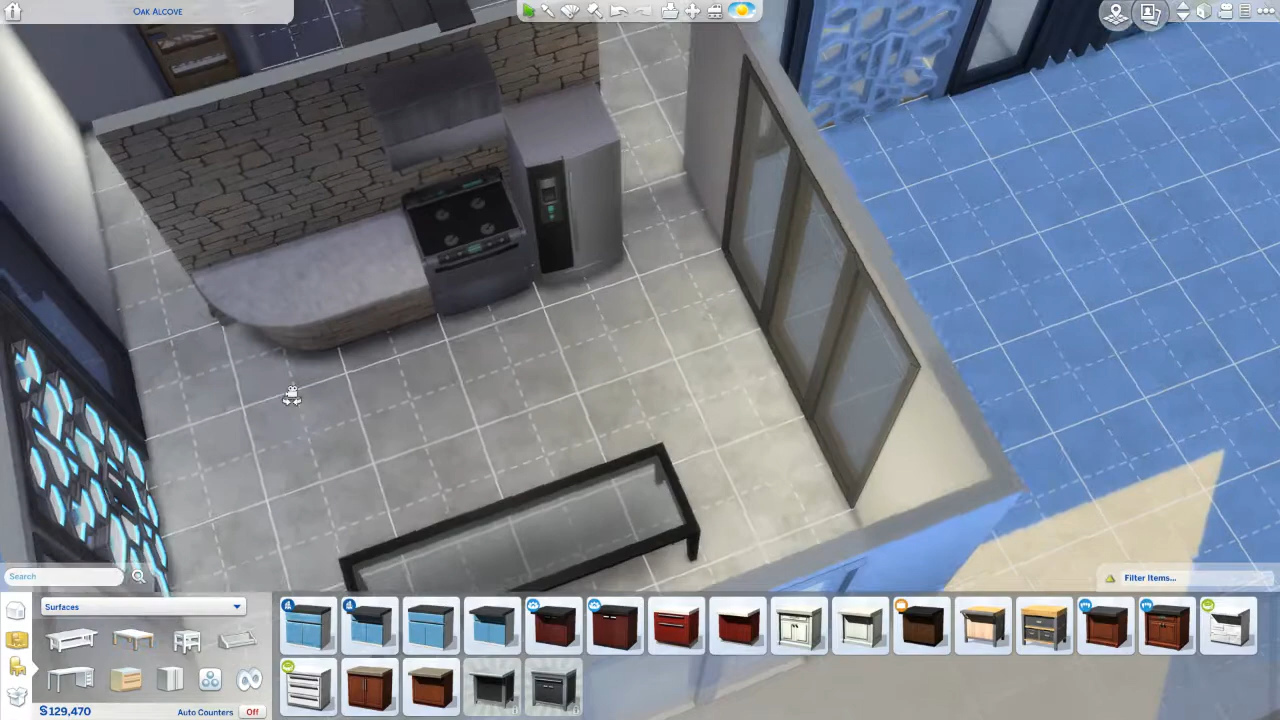 Oak Alcove
Search
Filter Items...
Surfaces
§129,470
Auto Counters
Off